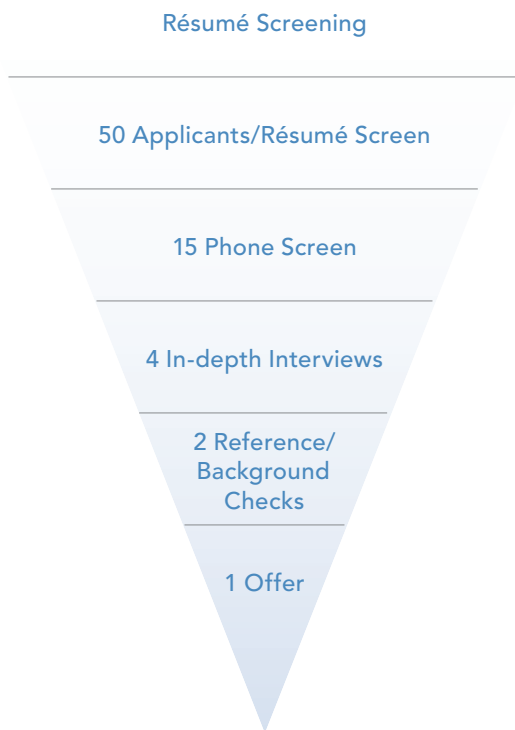 Résumé Screening
50 Applicants/Résumé Screen
15 Phone Screen
4 In-depth Interviews
2 Reference/
Background
Checks
1 Offer